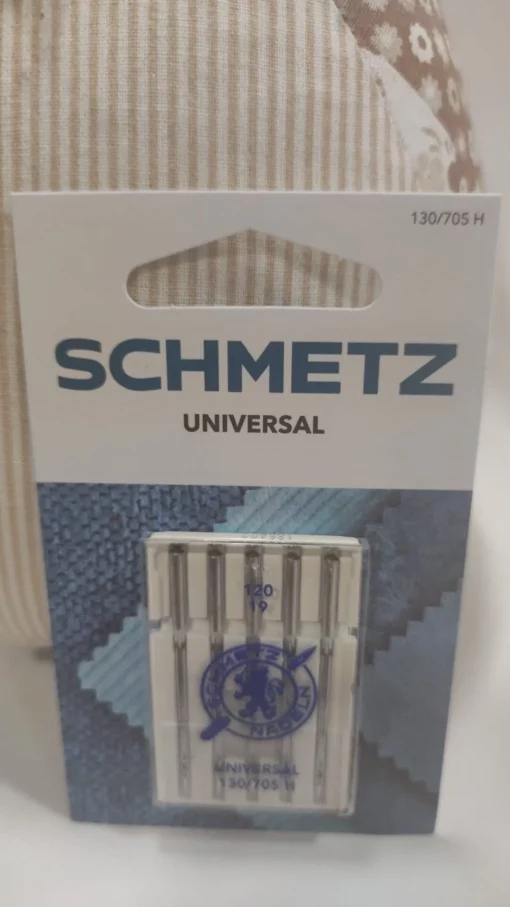 130/705 H
SCHMETZ
UNIVERSAL
120
19
SCHMETZ
NADELN
UNIVERSAL
130/705 H